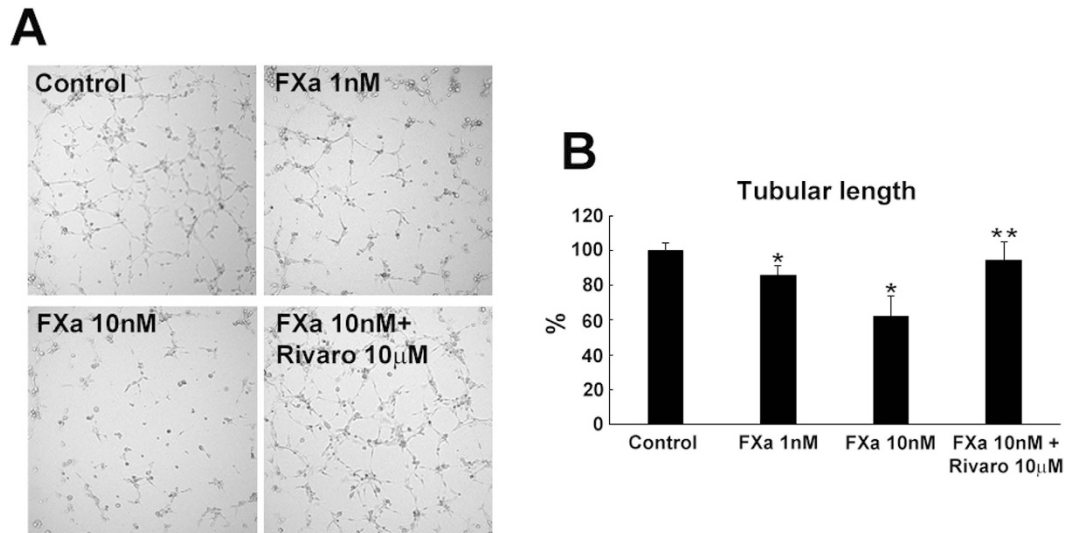 A
Control
FXa 1nM
FXa 10nM
FXa 10nM+
Rivaro 10μM
B
Tubular length
120
100
80
60
40
20
0
%
*
*
**
Control
FXa 1nM
FXa 10nM
FXa 10nM +
Rivaro 10μM